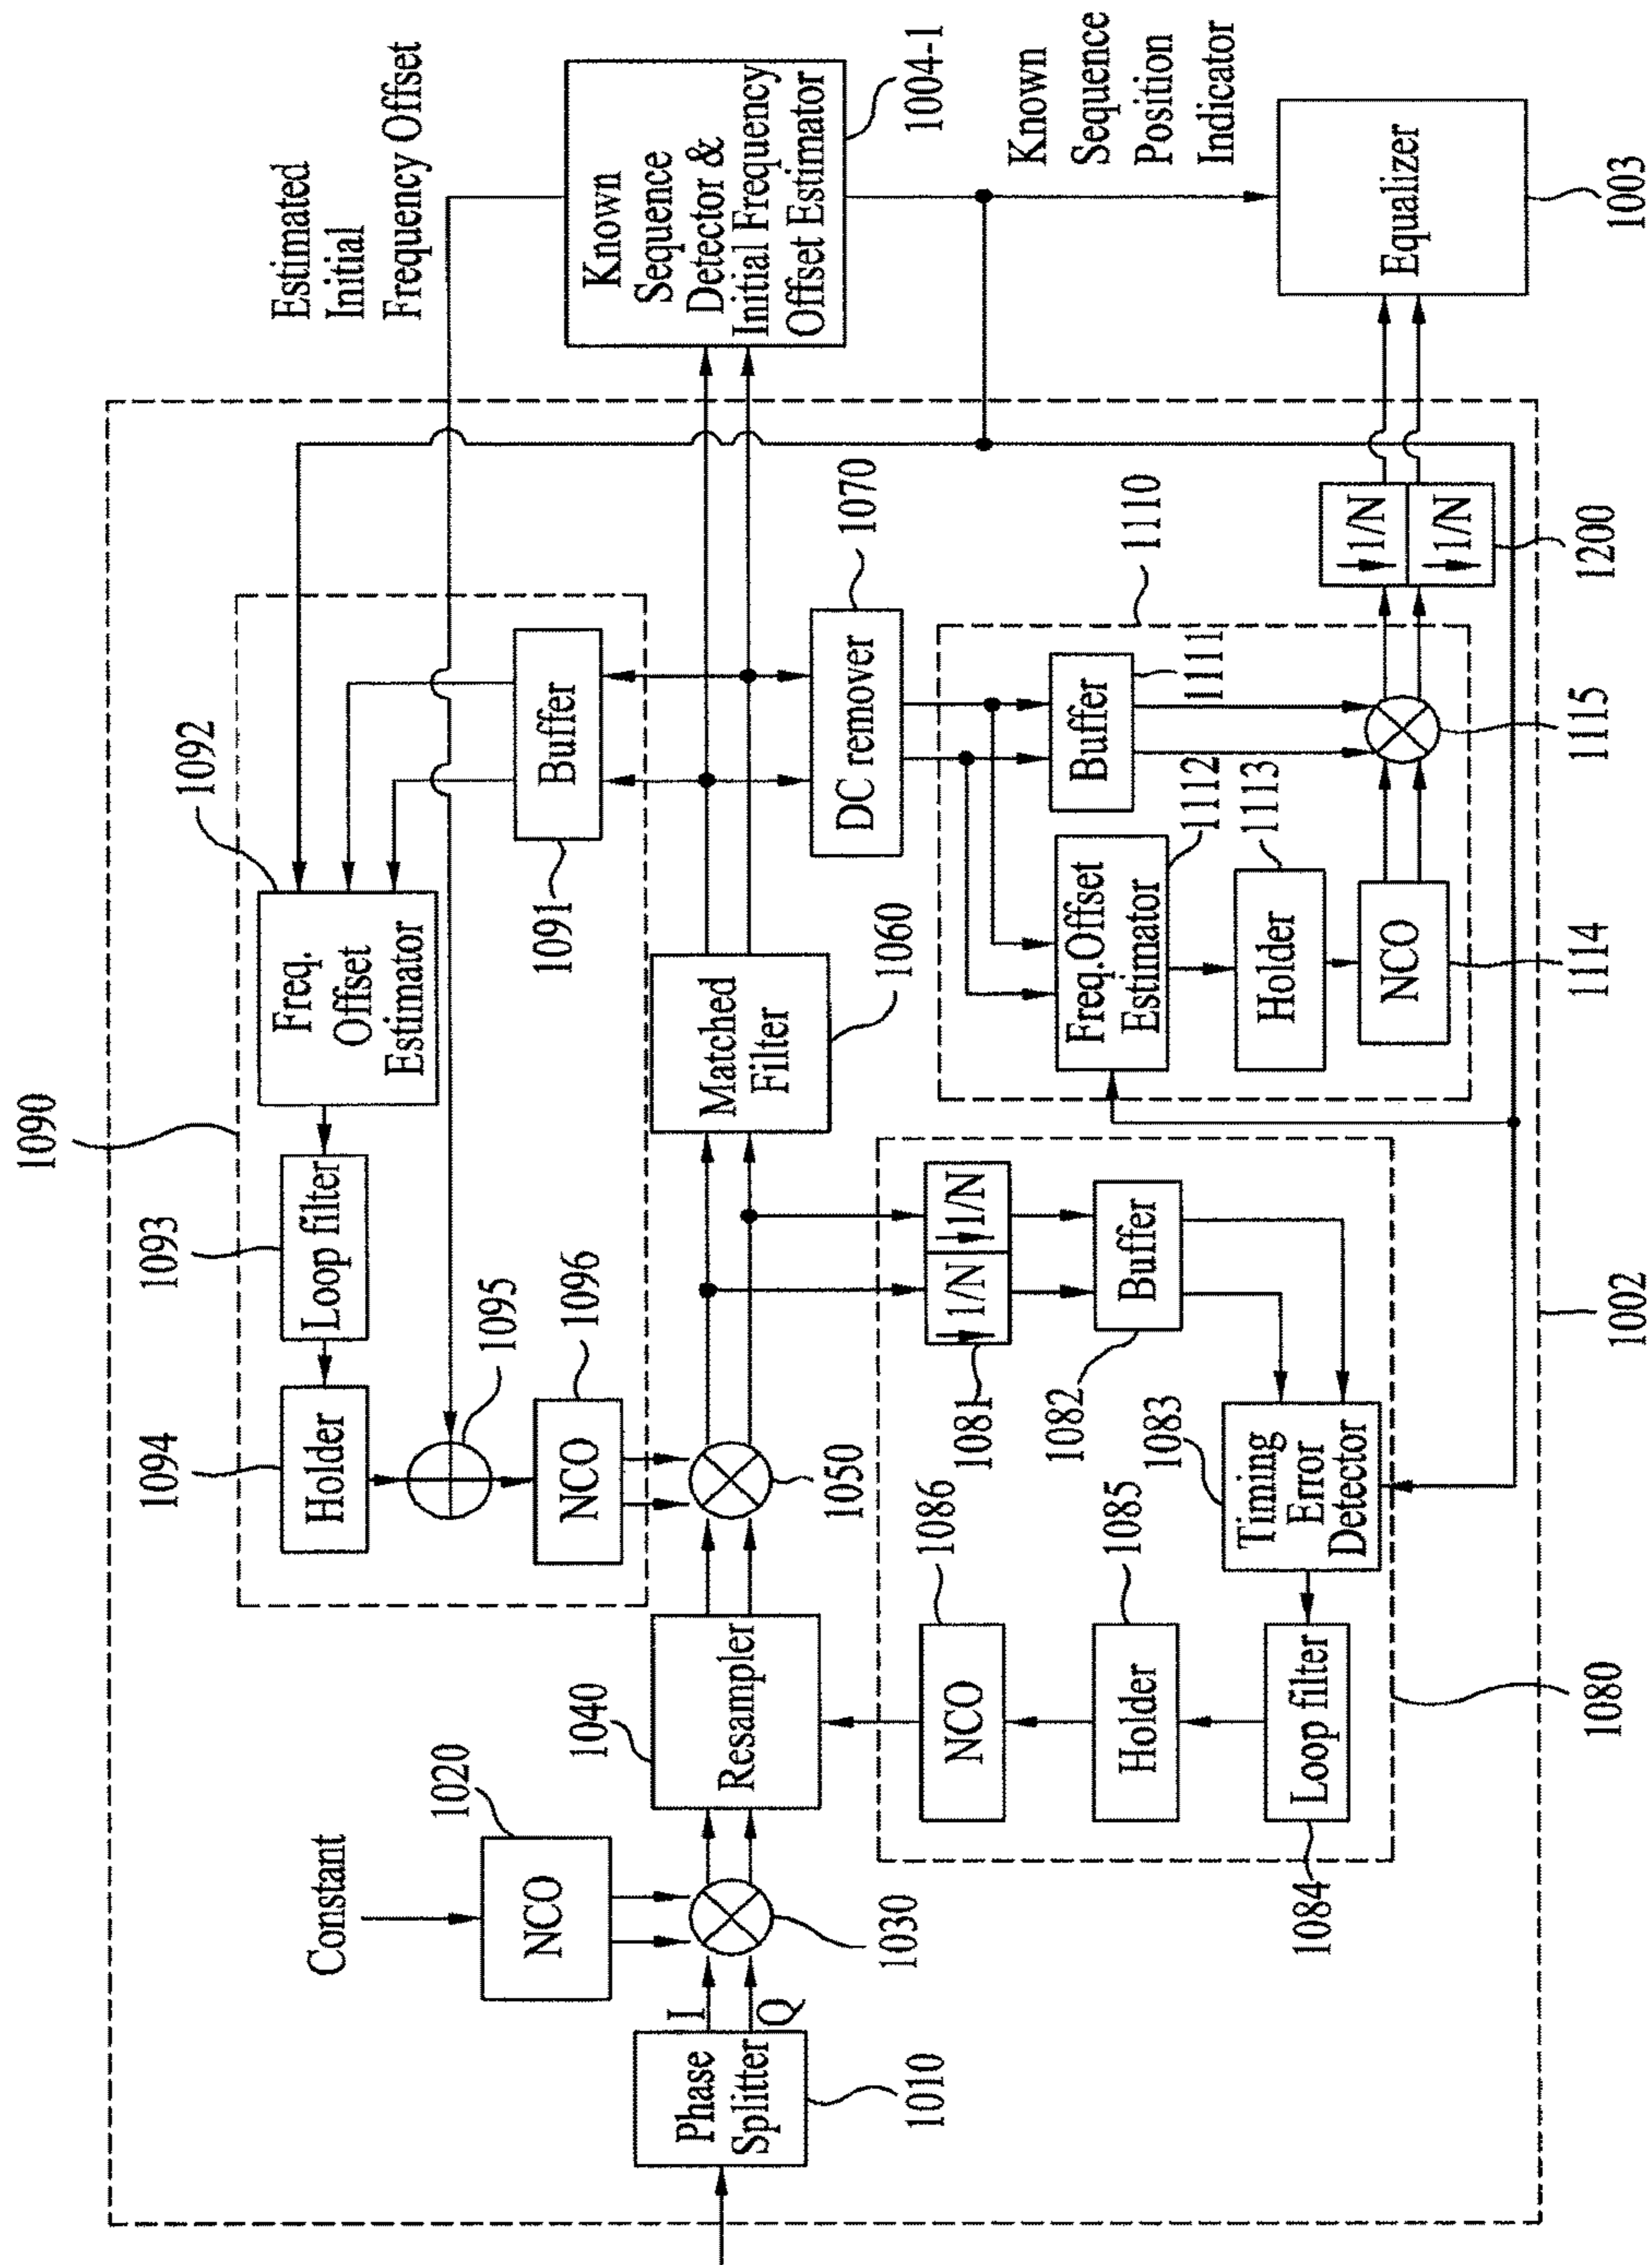 Estimated
Initial
Frequency Offset
1090
1092
1093
1094
Freq.
Offset
Estimator
Loop filter
Holder
1095
1096
NCO
Buffer
1091
Known
Sequence
Detector &
Initial Frequency
Offset Estimator
1004-1
Constant
1020
NCO
1040
Phase
Splitter
1010
I
Q
1030
Resampler
1050
Matched
Filter
1060
DC remover
1070
Known
Sequence
Position
Indicator
1086
NCO
1085
Holder
Loop filter
1084
1083
Timing
Error
Detector
1082
Buffer
1081
1/N
1/N
1080
1110
Buffer
1111
Freq.Offset
Estimator
1112
Holder
1113
NCO
1114
1115
1/N
1/N
1200
Equalizer
1003
1002